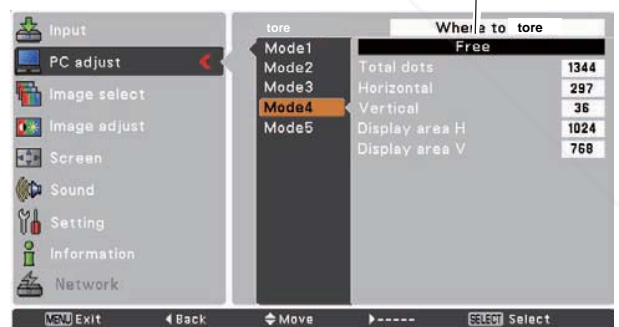 Input
PC adjust
Image select
Image adjust
Screen
Sound
Setting
Information
Network
tore
Mode1
Mode2
Mode3
Mode4
Mode5
Where to tore
Free
Total dots 1344
Horizontal 297
Vertical 36
Display area H 1024
Display area V 768
MENU Exit Back Move ----- SELECT Select